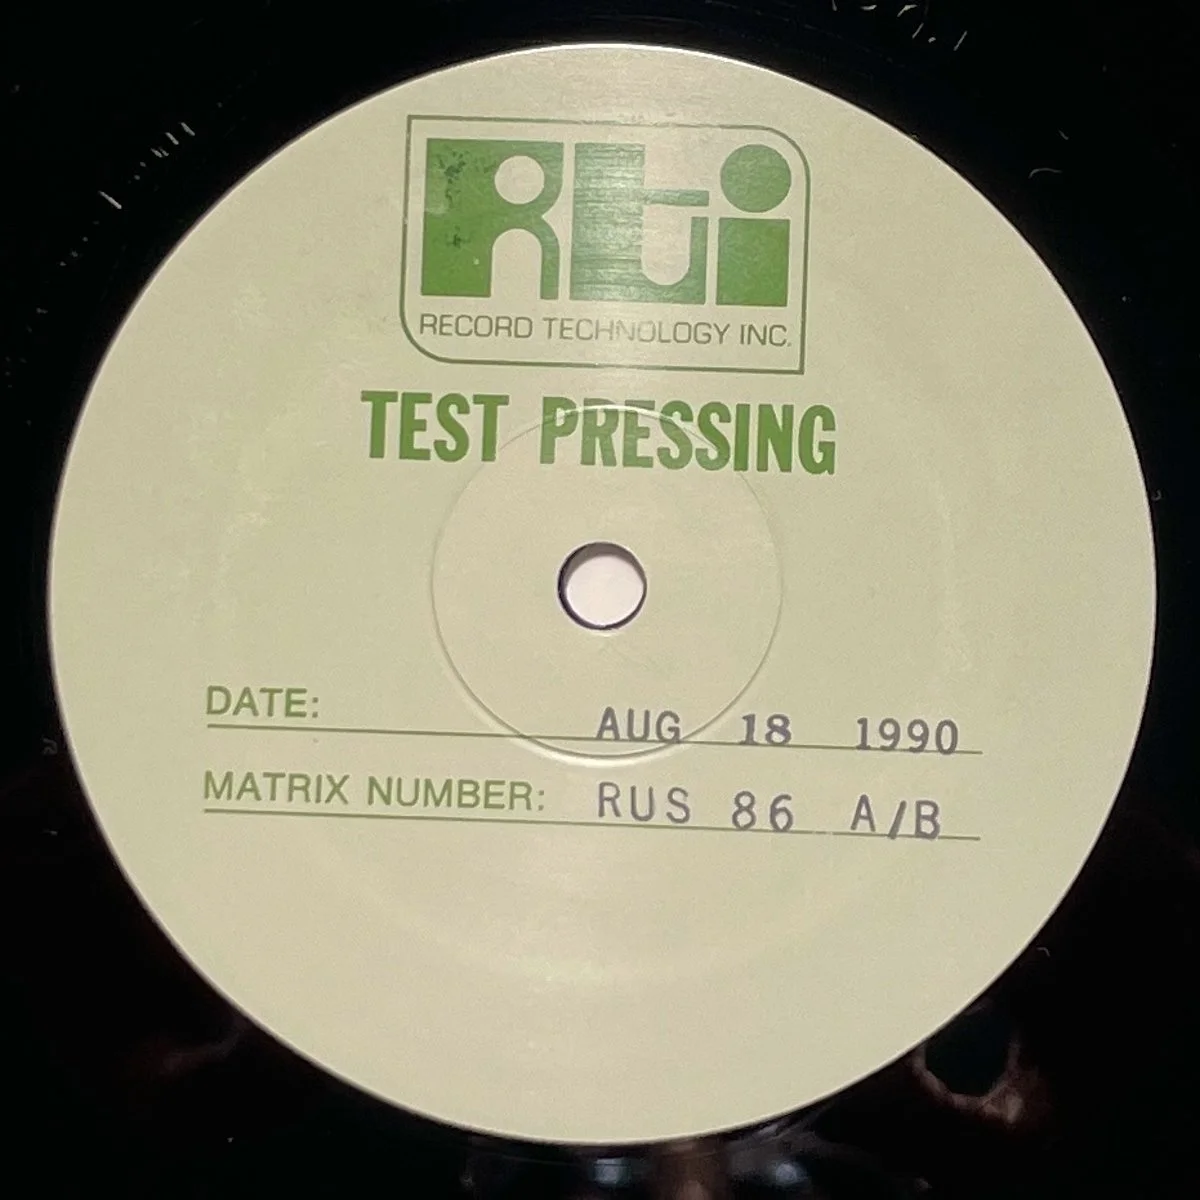 Rti
RECORD TECHNOLOGY INC.
TEST PRESSING
DATE: AUG 18 1990
MATRIX NUMBER: RUS 86 A/B